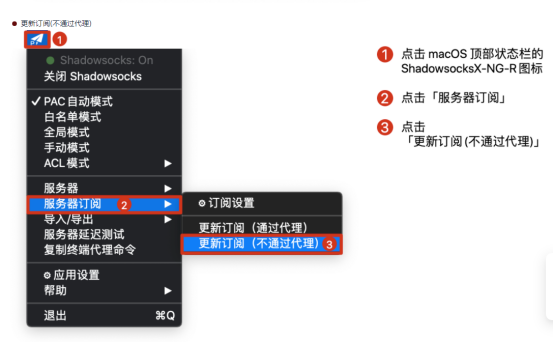 ● 更新订阅(不通过代理)
1
Shadowsocks: On
关闭 Shadowsocks
✓ PAC 自动模式
白名单模式
全局模式
手动模式
ACL 模式 ▶
服务器 ▶
服务器订阅 2 ▶
导入/导出 ▶
服务器延迟测试
复制终端代理命令
⚙ 应用设置
帮助 ▶
退出 ⌘Q
⚙ 订阅设置
更新订阅（通过代理）
更新订阅（不通过代理） 3
1 点击 macOS 顶部状态栏的
ShadowsocksX-NG-R 图标
2 点击「服务器订阅」
3 点击
「更新订阅 (不通过代理)」